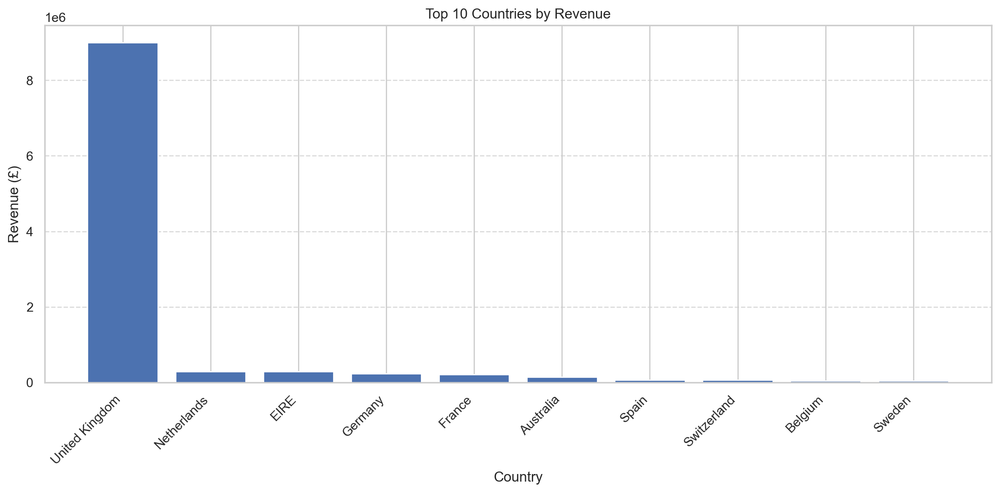 Top 10 Countries by Revenue
1e6
8
6
4
2
0
Revenue (£)
United Kingdom
Netherlands
EIRE
Germany
France
Australia
Spain
Switzerland
Belgium
Sweden
Country